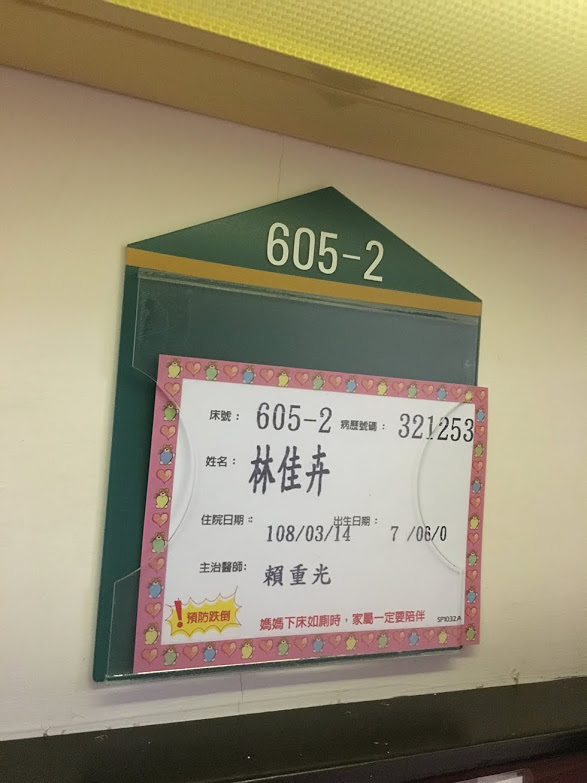 605-2
床號： 605-2 病歷號碼： 321253
姓名： 林佳卉
住院日期： 108/03/14 出生日期： 7 /06/0
主治醫師： 賴重光
! 預防跌倒 媽媽下床如廁時，家屬一定要陪伴 SP1032A